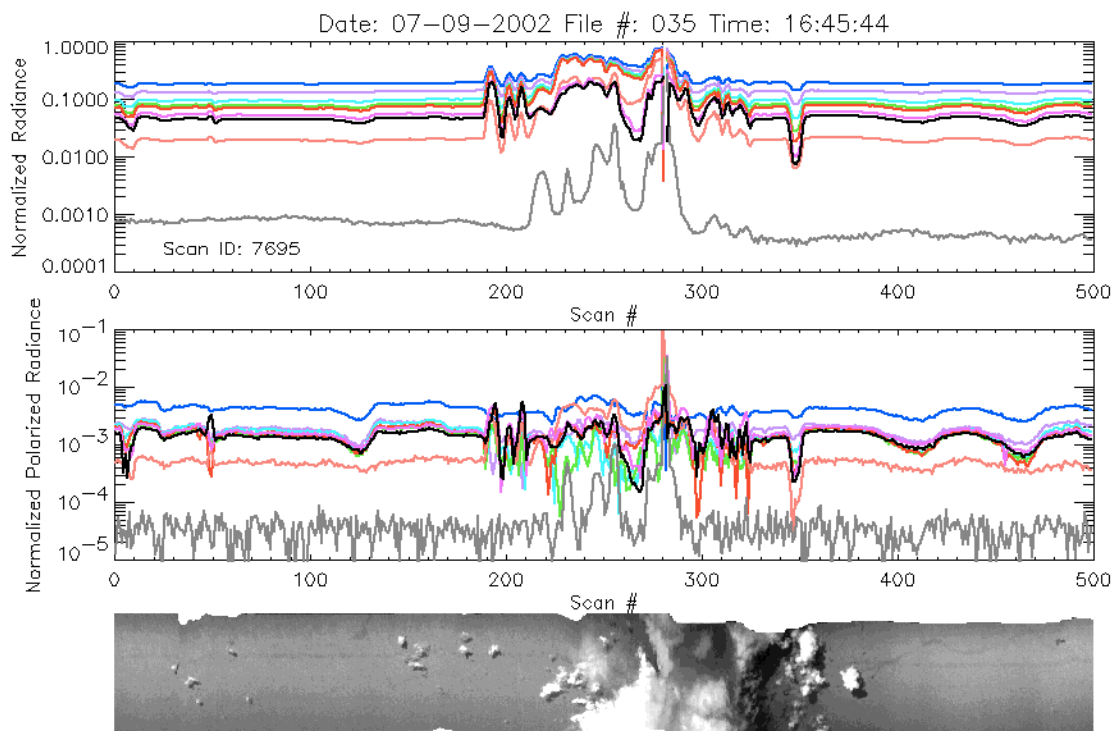 Date: 07-09-2002 File #: 035 Time: 16:45:44
Normalized Radiance
1.0000
0.1000
0.0100
0.0010
0.0001
Scan ID: 7695
0 100 200 300 400 500
Scan #
Normalized Polarized Radiance
10-1
10-2
10-3
10-4
10-5
0 100 200 300 400 500
Scan #